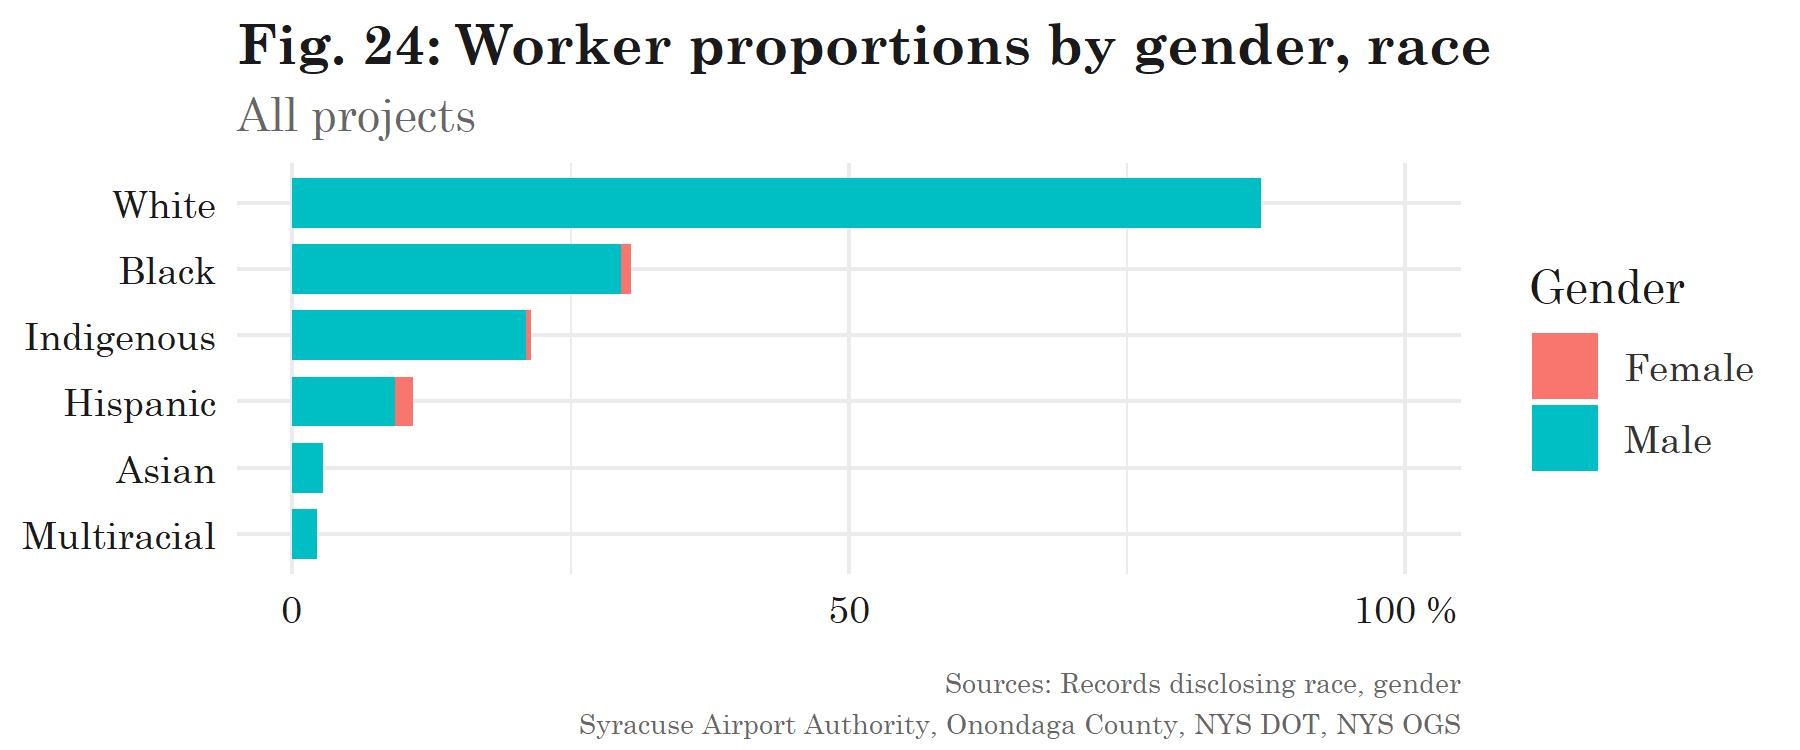 Fig. 24: Worker proportions by gender, race
All projects
White
Black
Indigenous
Hispanic
Asian
Multiracial
0
50
100 %
Gender
Female
Male
Sources: Records disclosing race, gender
Syracuse Airport Authority, Onondaga County, NYS DOT, NYS OGS